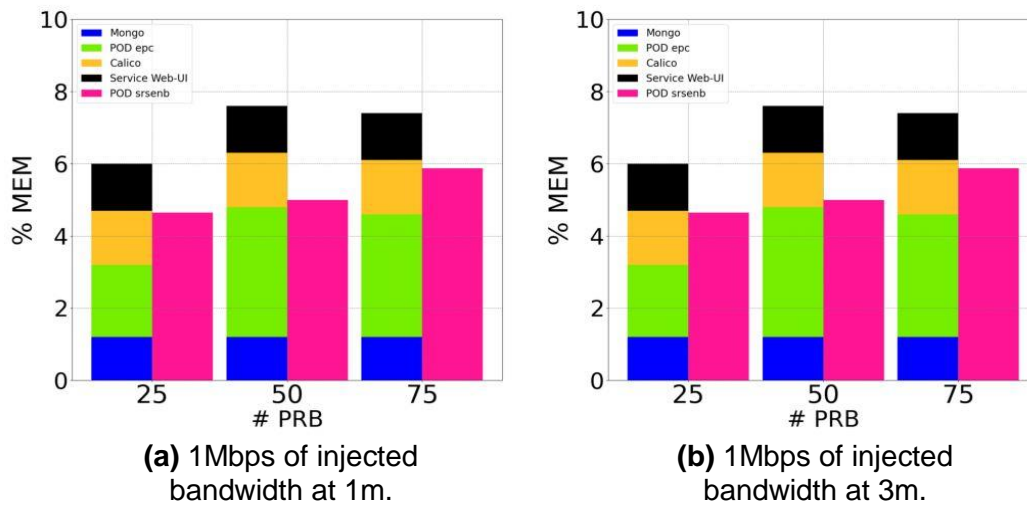 10
8
6
4
2
0
% MEM
Mongo
POD epc
Calico
Service Web-UI
POD srsenb
25 50 75
# PRB
(a) 1Mbps of injected
bandwidth at 1m.
10
8
6
4
2
0
% MEM
Mongo
POD epc
Calico
Service Web-UI
POD srsenb
25 50 75
# PRB
(b) 1Mbps of injected
bandwidth at 3m.